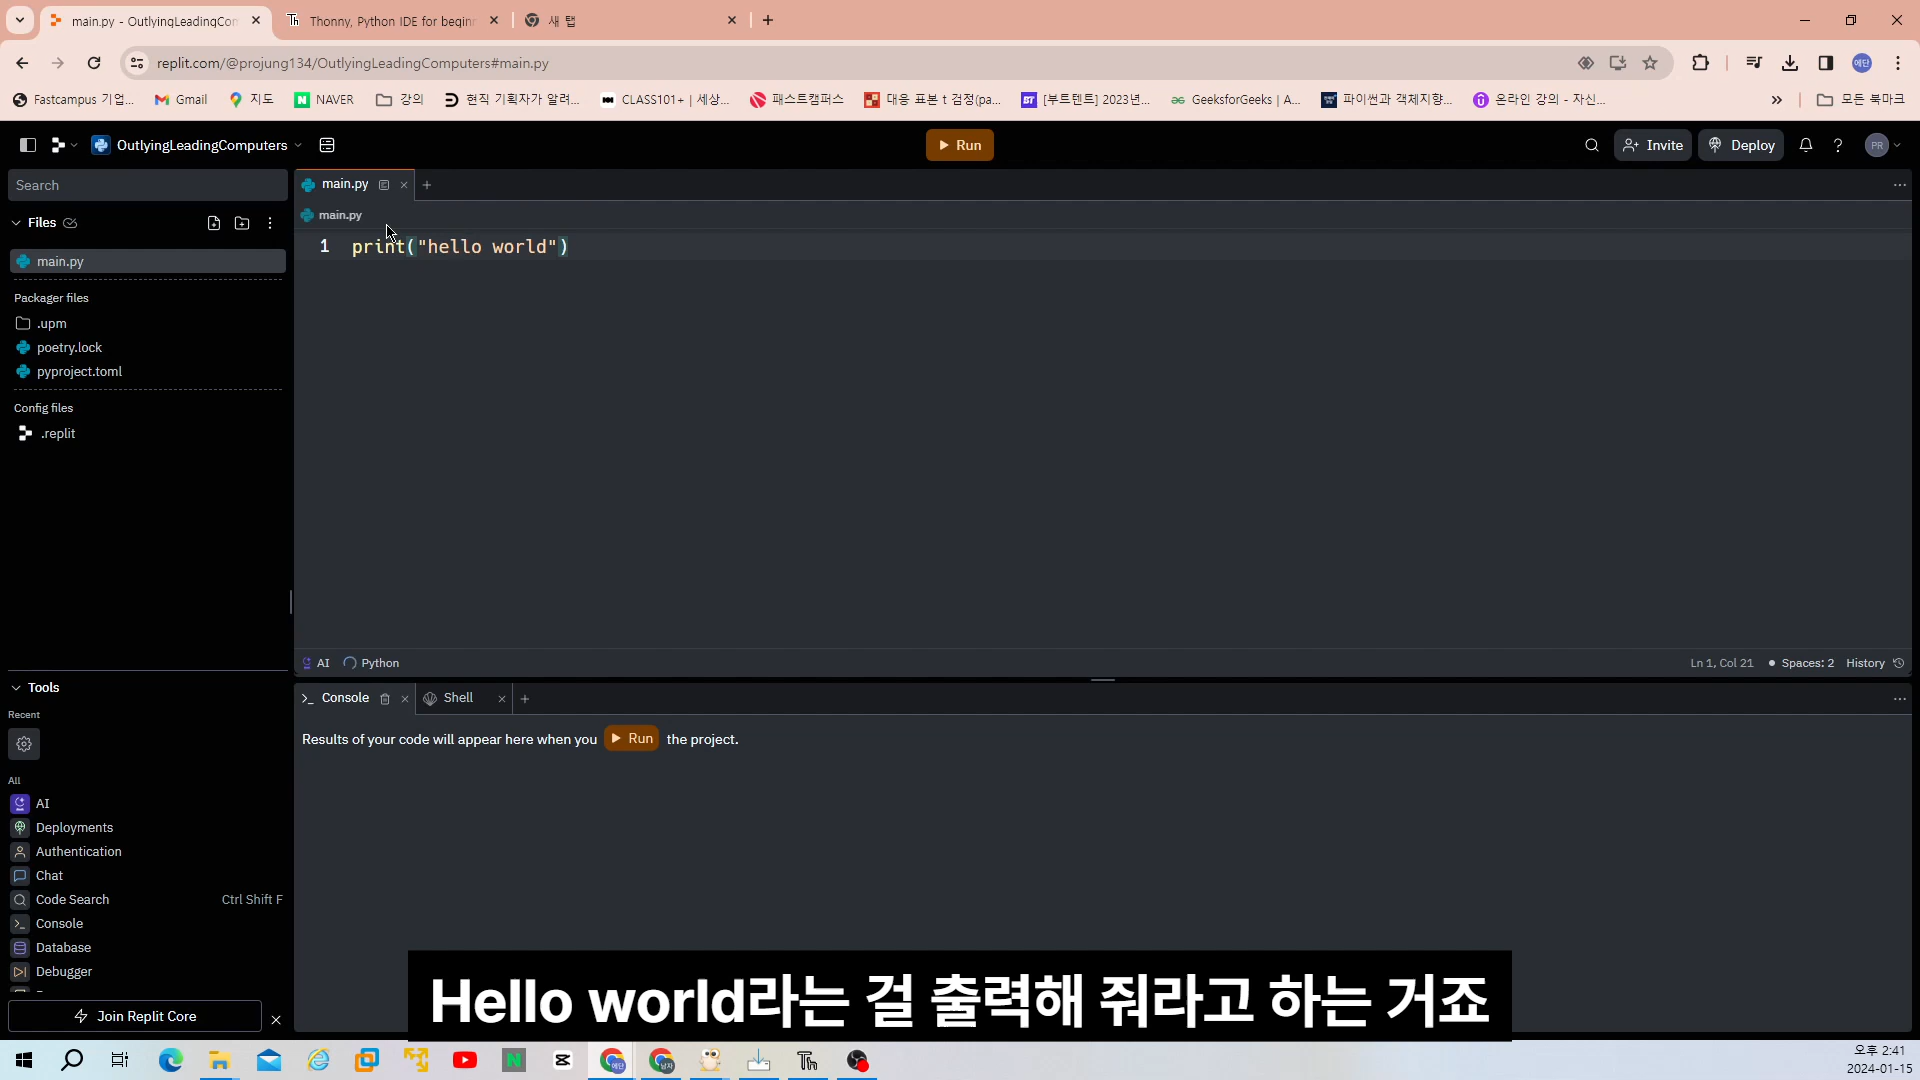 main.py - OutlyingLeadingCom
Thonny, Python IDE for beginn
새 탭
replit.com/@projung134/OutlyingLeadingComputers#main.py
에단
Fastcampus 기업...
Gmail
지도
NAVER
강의
현직 기획자가 알려...
CLASS101+ | 세상...
패스트캠퍼스
대응 표본 t 검정(pa...
[부트텐트] 2023년...
GeeksforGeeks | A...
파이썬과 객체지향...
온라인 강의 - 자신...
모든 북마크
OutlyingLeadingComputers
Run
Invite
Deploy
PR
Search
main.py
Files
main.py
1 print("hello world")
main.py
Packager files
.upm
poetry.lock
pyproject.toml
Config files
.replit
AI
Python
Ln 1, Col 21
Spaces: 2
History
Tools
Console
Shell
Recent
Results of your code will appear here when you Run the project.
All
AI
Deployments
Authentication
Chat
Code Search Ctrl Shift F
Console
Database
Debugger
Join Replit Core
Hello world라는 걸 출력해 줘라고 하는 거죠
오후 2:41
2024-01-15